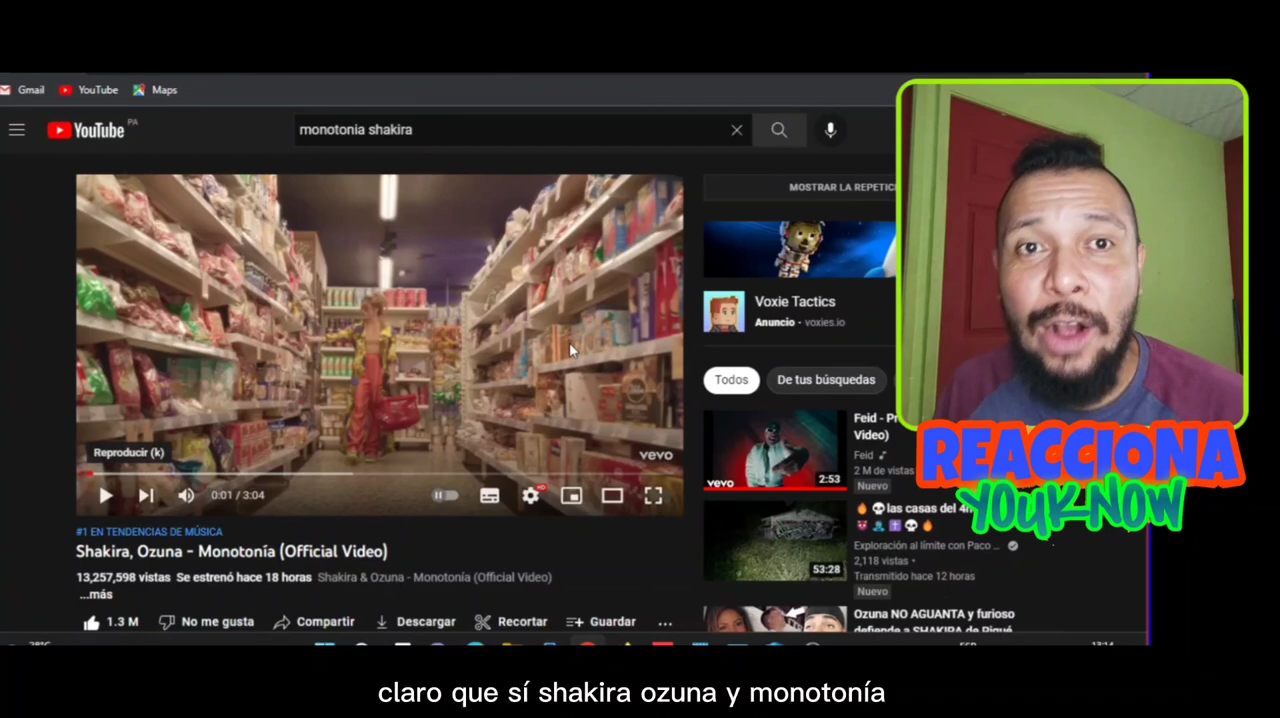 Gmail YouTube Maps
YouTube PA
monotonia shakira
MOSTRAR LA REPETIC
Voxie Tactics
Anuncio · voxies.io
Todos De tus búsquedas
Reproducir (k)
vevo
0:01 / 3:04
#1 EN TENDENCIAS DE MÚSICA
Shakira, Ozuna - Monotonía (Official Video)
13,257,598 vistas Se estrenó hace 18 horas Shakira & Ozuna - Monotonía (Official Video)
...más
1.3 M No me gusta Compartir Descargar Recortar Guardar
Feid - P
Video)
Feid
2 M de vistas
Nuevo
vevo
2:53
las casas del 4
Exploración al límite con Paco ...
2,118 vistas ·
Transmitido hace 12 horas
Nuevo
53:28
Ozuna NO AGUANTA y furioso
defiende a SHAKIRA de Piqué
REACCIONA
YOUK-NOW
claro que sí shakira ozuna y monotonía